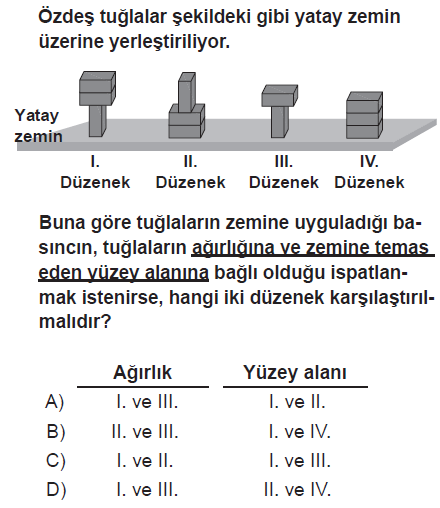 Özdeş tuğlalar şekildeki gibi yatay zemin
üzerine yerleştiriliyor.
Yatay
zemin
I. II. III. IV.
Düzenek Düzenek Düzenek Düzenek
Buna göre tuğlaların zemine uyguladığı ba-
sıncın, tuğlaların ağırlığına ve zemine temas
eden yüzey alanına bağlı olduğu ispatlan-
mak istenirse, hangi iki düzenek karşılaştırıl-
malıdır?
Ağırlık Yüzey alanı
A) I. ve III. I. ve II.
B) II. ve III. I. ve IV.
C) I. ve II. I. ve III.
D) I. ve III. II. ve IV.